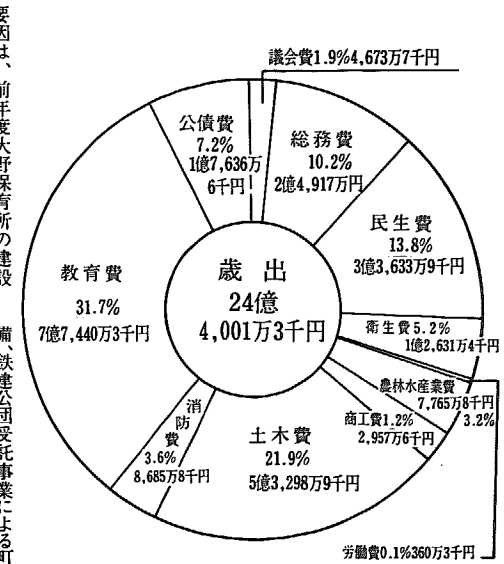 要因は、前年度大野保育所の建設
備、鉄建公団受託事業による町
議会費1.9%4,673万7千円
総務費
10.2%
2億4,917万円
民生費
13.8%
3億3,633万9千円
衛生費5.2%
1億2,631万4千円
農林水産業費
7,765万8千円
3.2%
商工費1.2%
2,957万6千円
労働費0.1%360万3千円
土木費
21.9%
5億3,298万9千円
消防費
3.6%
8,685万8千円
教育費
31.7%
7億7,440万3千円
公債費
7.2%
1億7,636万
6千円
歳出
24億
4,001万3千円